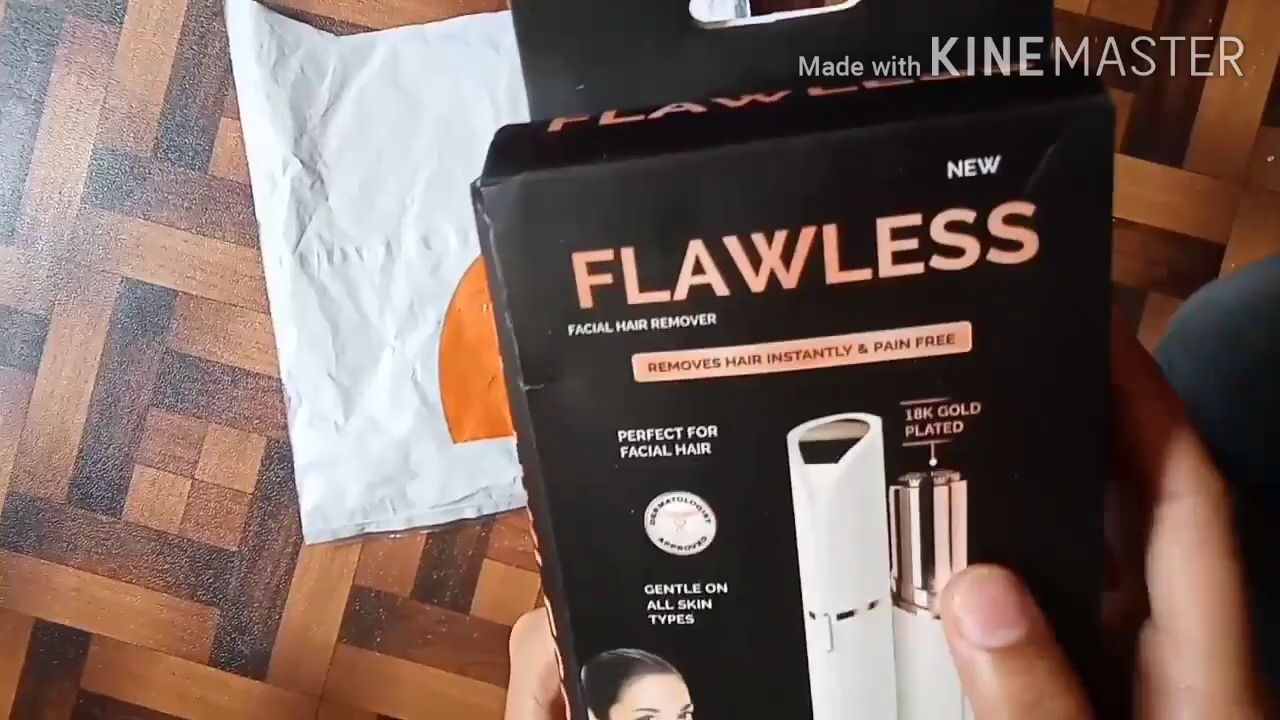 Made with KINEMASTER
FLAWLESS
NEW
FLAWLESS
FACIAL HAIR REMOVER
REMOVES HAIR INSTANTLY & PAIN FREE
18K GOLD
PLATED
PERFECT FOR
FACIAL HAIR
DERMATOLOGIST
APPROVED
GENTLE ON
ALL SKIN
TYPES